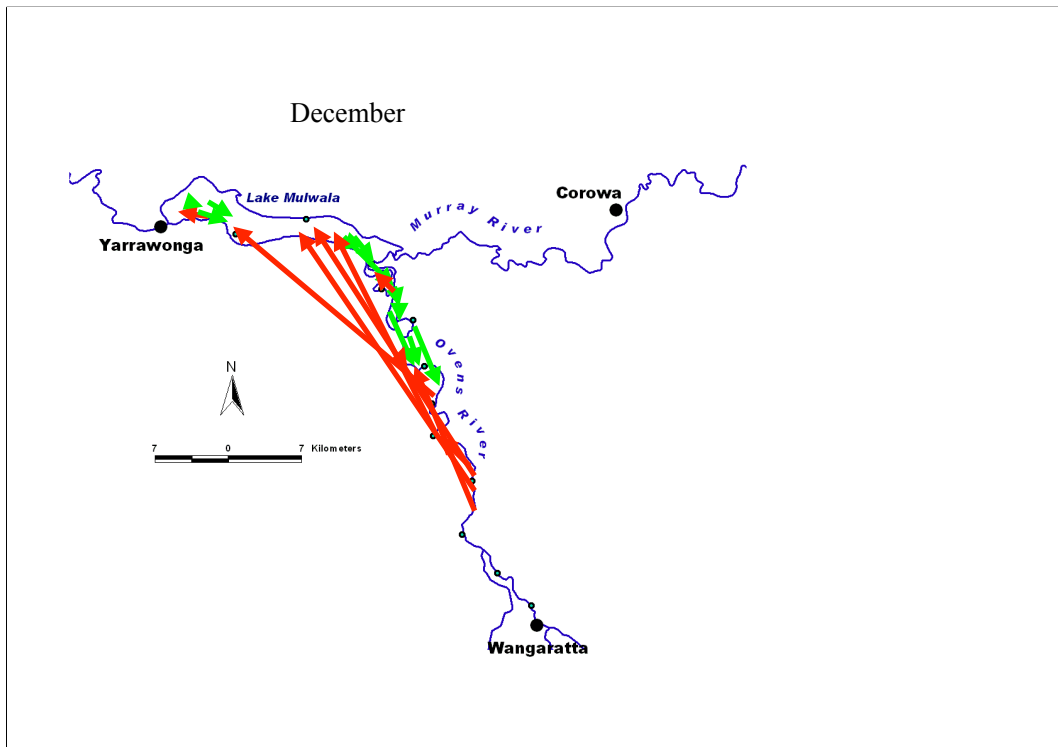 December
Lake Mulwala
Corowa
Murray River
Yarrawonga
Ovens River
N
7 0 7 Kilometers
Wangaratta